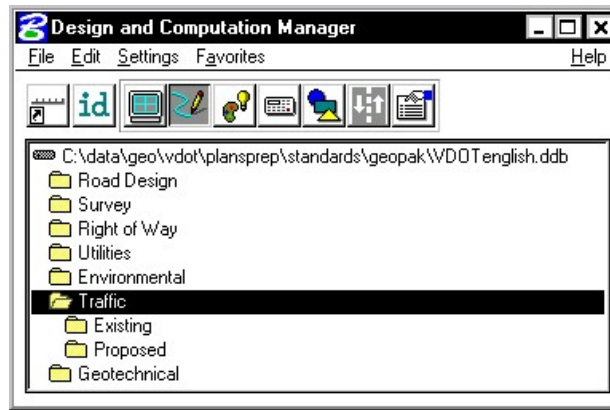 Design and Computation Manager
File Edit Settings Favorites Help
id
C:\data\geo\vdot\plansprep\standards\geopak\VDOTenglish.ddb
Road Design
Survey
Right of Way
Utilities
Environmental
Traffic
Existing
Proposed
Geotechnical